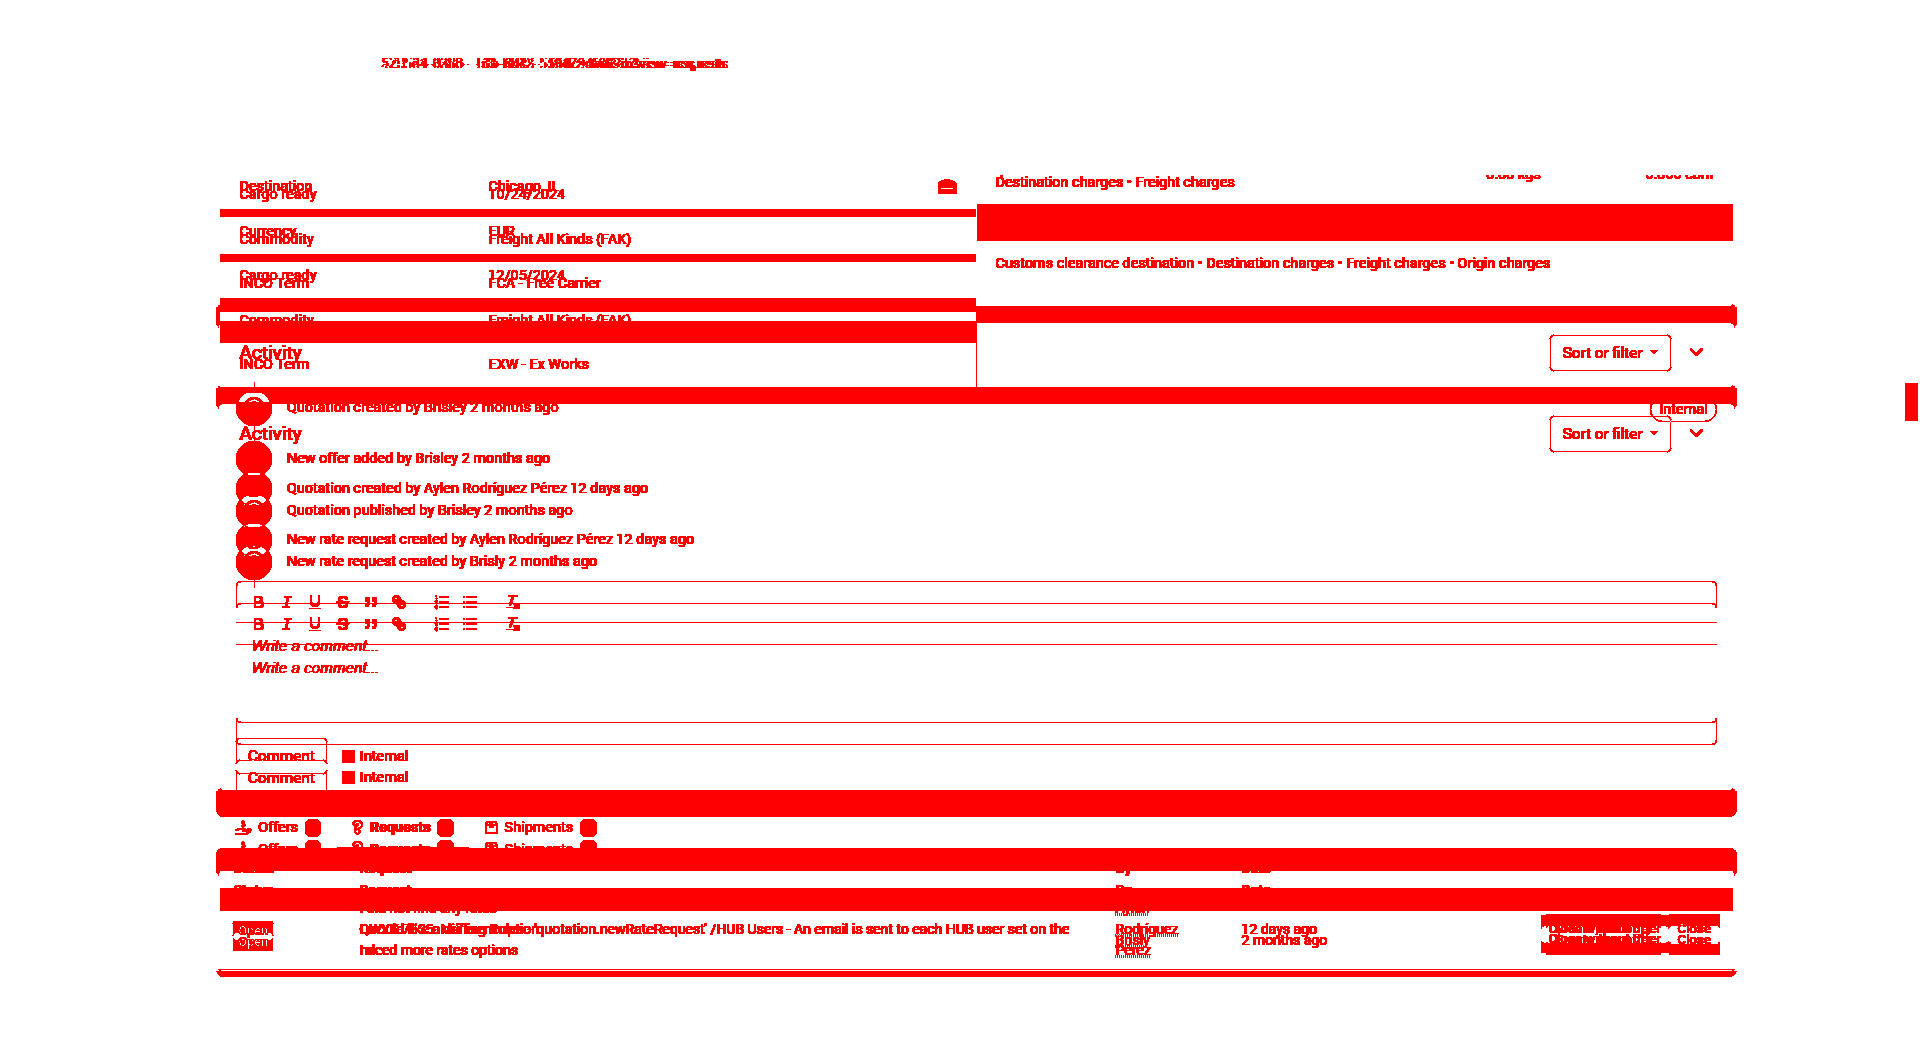 Destination Chicago, IL
Destination charges • Freight charges
Cargo ready 10/24/2024
Currency EUR
Commodity Freight All Kinds (FAK)
Customs clearance destination • Destination charges • Freight charges • Origin charges
Cargo ready 12/05/2024
INCO Term FCA - Free Carrier
Commodity Freight All Kinds (FAK)
Activity
Sort or filter
INCO Term EXW - Ex Works
Quotation created by Brisley 2 months ago
Internal
Activity
Sort or filter
New offer added by Brisley 2 months ago
Quotation created by Aylen Rodríguez Pérez 12 days ago
Quotation published by Brisley 2 months ago
New rate request created by Aylen Rodríguez Pérez 12 days ago
New rate request created by Brisly 2 months ago
B I U S
B I U S
Write a comment...
Write a comment...
Comment Internal
Comment Internal
Offers Requests Shipments
Offers Requests Shipments
Open
quotation.newRateRequest" /HUB Users - An email is sent to each HUB user set on the
Rodríguez
12 days ago
Close
Open
Brisly
2 months ago
Close
more rates options
Pérez